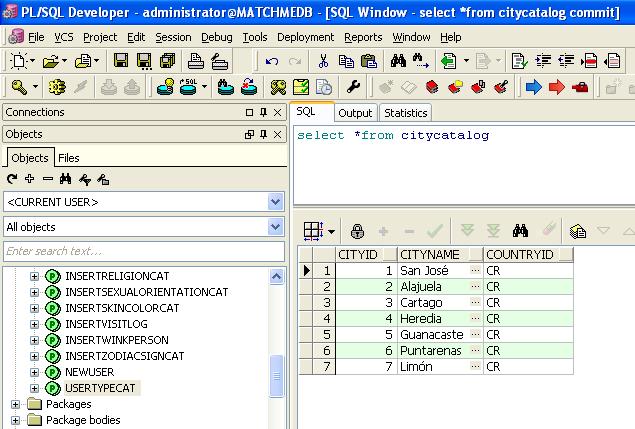 PL/SQL Developer - administrator@MATCHMEDB - [SQL Window - select *from citycatalog commit]
File VCS Project Edit Session Debug Tools Deployment Reports Window Help
Connections
Objects
Objects Files
<CURRENT USER>
All objects
Enter search text...
INSERTRELIGIONCAT
INSERTSEXUALORIENTATIONCAT
INSERTSKINCOLORCAT
INSERTVISITLOG
INSERTWINKPERSON
INSERTZODIACSIGNCAT
NEWUSER
USERTYPECAT
Packages
Package bodies
SQL Output Statistics
select *from citycatalog
CITYID CITYNAME COUNTRYID
1 1 San José ... CR
2 2 Alajuela ... CR
3 3 Cartago ... CR
4 4 Heredia ... CR
5 5 Guanacaste ... CR
6 6 Puntarenas ... CR
7 7 Limón ... CR